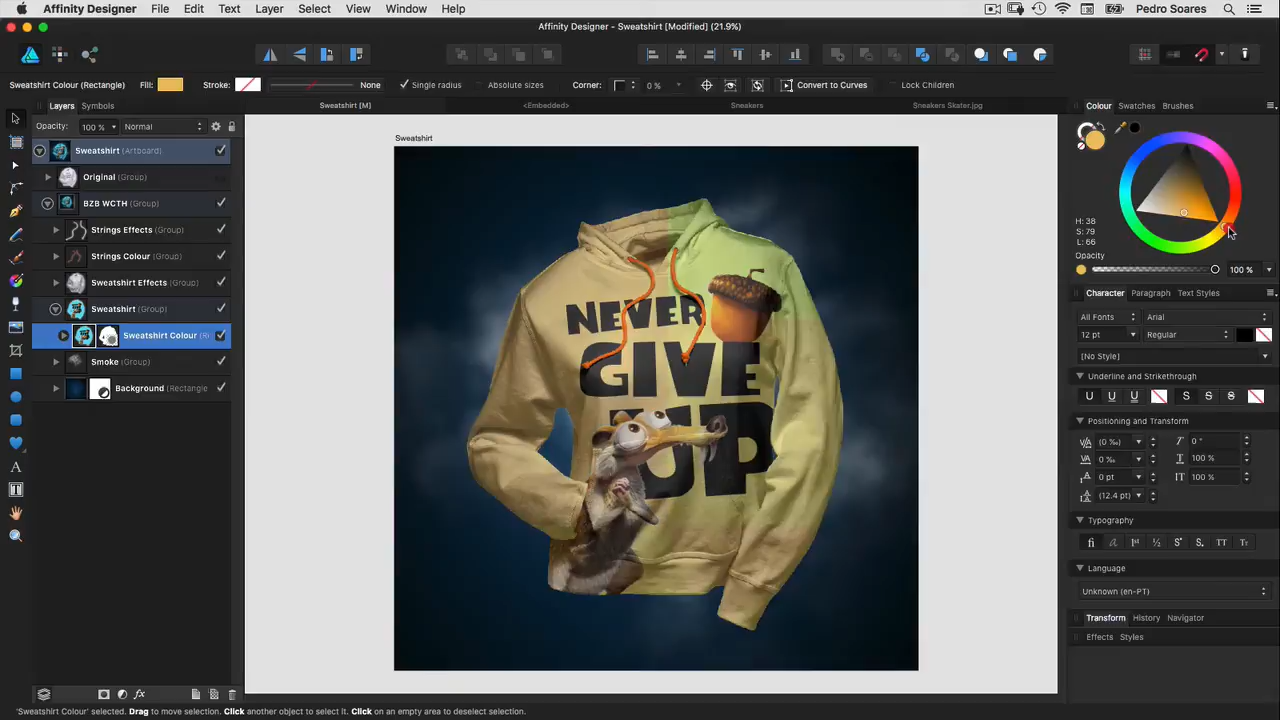 Affinity Designer File Edit Text Layer Select View Window Help Pedro Soares
Affinity Designer - Sweatshirt [Modified] (21.9%)
Sweatshirt Colour (Rectangle) Fill: Stroke: None Single radius Absolute sizes Corner: 0 % Convert to Curves Lock Children
Layers Symbols
Sweatshirt [M] <Embedded> Sneakers Sneakers Skater.jpg
Colour Swatches Brushes
Opacity: 100 % Normal
Sweatshirt (Artboard)
Original (Group)
BZB WCTH (Group)
Strings Effects (Group)
Strings Colour (Group)
Sweatshirt Effects (Group)
Sweatshirt (Group)
Sweatshirt Colour (R
Smoke (Group)
Background (Rectangle
Sweatshirt
NEVER
GIVE
UP
H: 38
S: 79
L: 66
Opacity
100 %
Character Paragraph Text Styles
All Fonts Arial
12 pt Regular
[No Style]
Underline and Strikethrough
U U U S S S
Positioning and Transform
(0 ‰) 0 °
0 ‰ 100 %
0 pt 100 %
(12.4 pt)
Typography
fi a 1st ½ S S TT Tt
Language
Unknown (en-PT)
Transform History Navigator
Effects Styles
'Sweatshirt Colour' selected. Drag to move selection. Click another object to select it. Click on an empty area to deselect selection.